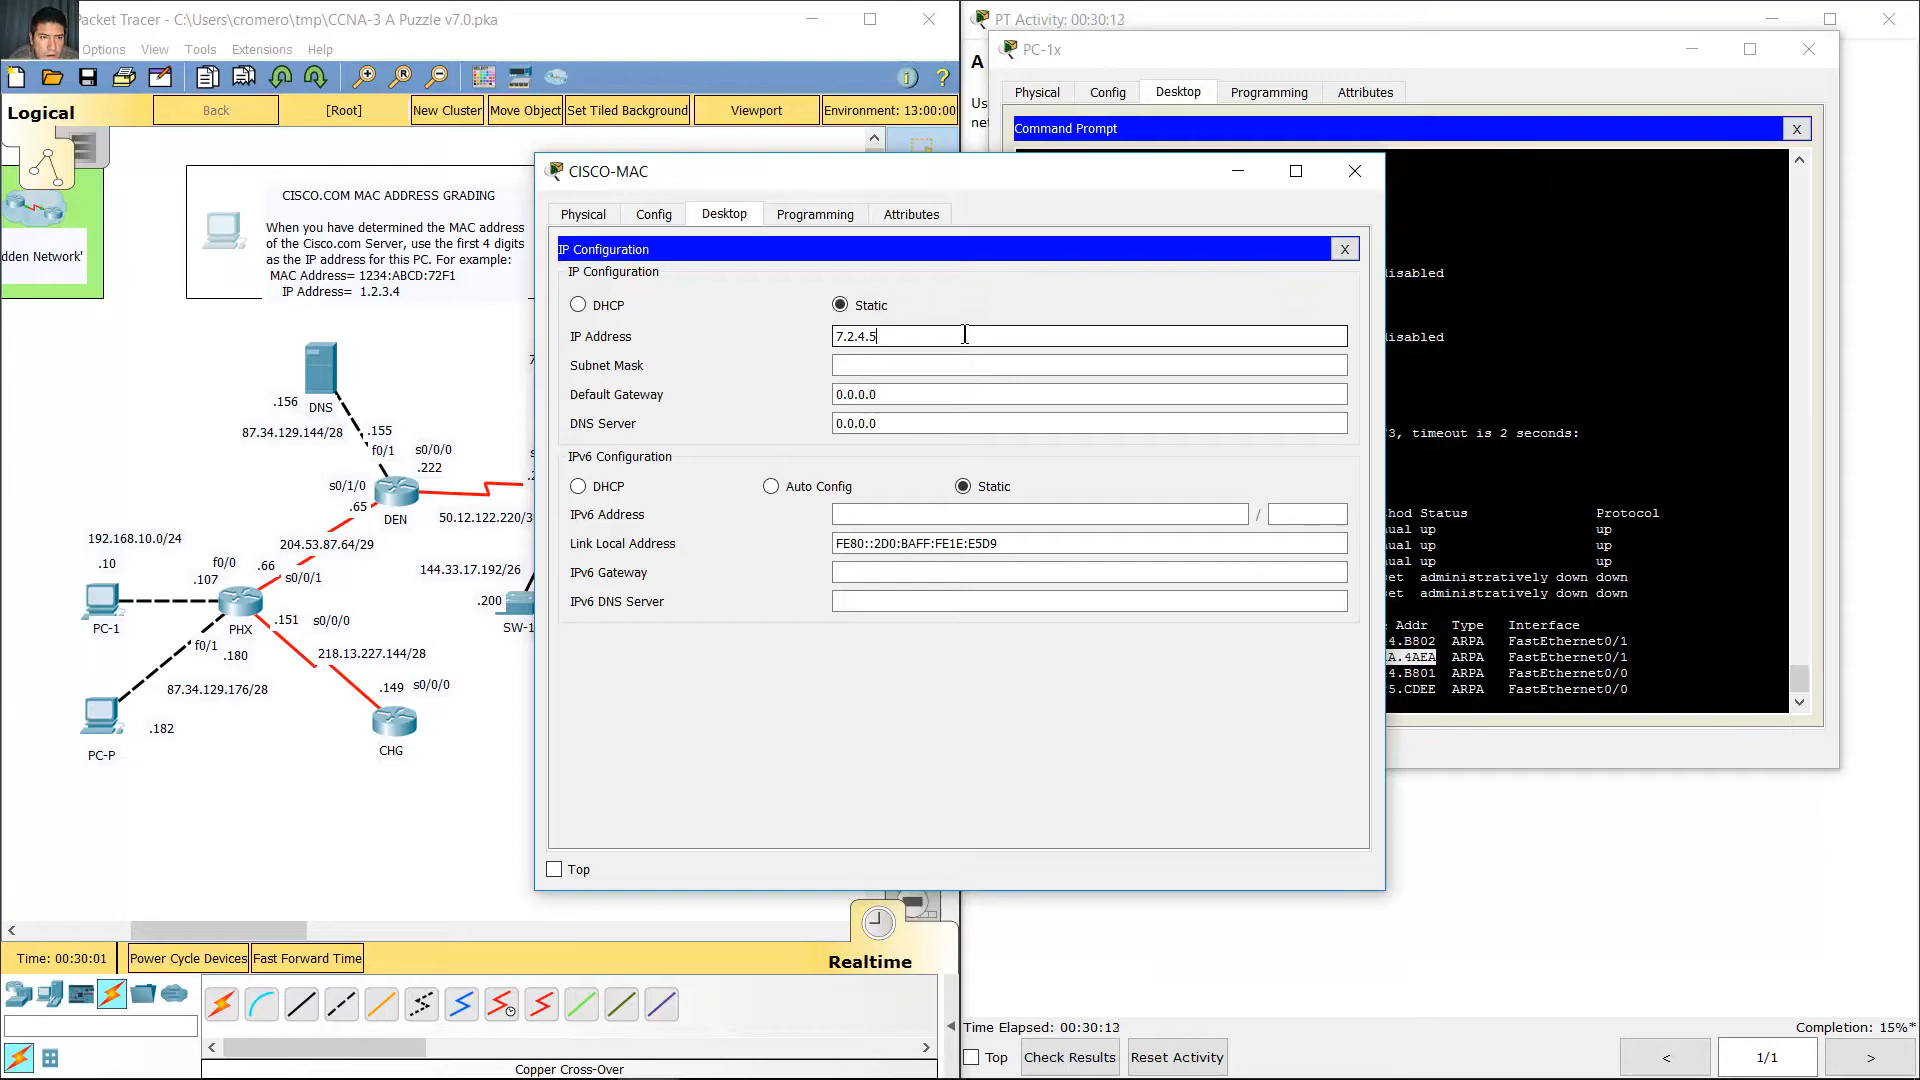 Packet Tracer - C:\Users\cromero\tmp\CCNA-3 A Puzzle v7.0.pka
Options View Tools Extensions Help
Logical
Back
[Root]
New Cluster
Move Object
Set Tiled Background
Viewport
Environment: 13:00:00
dden Network'
CISCO.COM MAC ADDRESS GRADING
When you have determined the MAC address
of the Cisco.com Server, use the first 4 digits
as the IP address for this PC. For example:
MAC Address= 1234:ABCD:72F1
IP Address= 1.2.3.4
.156
DNS
87.34.129.144/28
.155
f0/1
s0/0/0
.222
s0/1/0
.65
DEN
50.12.122.220/3
204.53.87.64/29
192.168.10.0/24
.10
f0/0
.107
.66
s0/0/1
144.33.17.192/26
.200
SW-1
PC-1
PHX
.151
s0/0/0
f0/1
.180
218.13.227.144/28
87.34.129.176/28
.149
s0/0/0
.182
CHG
PC-P
Realtime
Time: 00:30:01
Power Cycle Devices
Fast Forward Time
Copper Cross-Over
PT Activity: 00:30:13
A
Us
net
PC-1x
Physical Config Desktop Programming Attributes
Command Prompt
X
isabled
isabled
3, timeout is 2 seconds:
hod Status Protocol
ual up up
ual up up
ual up up
et administratively down down
et administratively down down
Addr Type Interface
4.B802 ARPA FastEthernet0/1
A.4AEA ARPA FastEthernet0/1
4.B801 ARPA FastEthernet0/0
5.CDEE ARPA FastEthernet0/0
CISCO-MAC
Physical Config Desktop Programming Attributes
IP Configuration
X
IP Configuration
DHCP
Static
IP Address 7.2.4.5
Subnet Mask
Default Gateway 0.0.0.0
DNS Server 0.0.0.0
IPv6 Configuration
DHCP
Auto Config
Static
IPv6 Address /
Link Local Address FE80::2D0:BAFF:FE1E:E5D9
IPv6 Gateway
IPv6 DNS Server
Top
Time Elapsed: 00:30:13
Completion: 15%*
Top
Check Results
Reset Activity
<
1/1
>